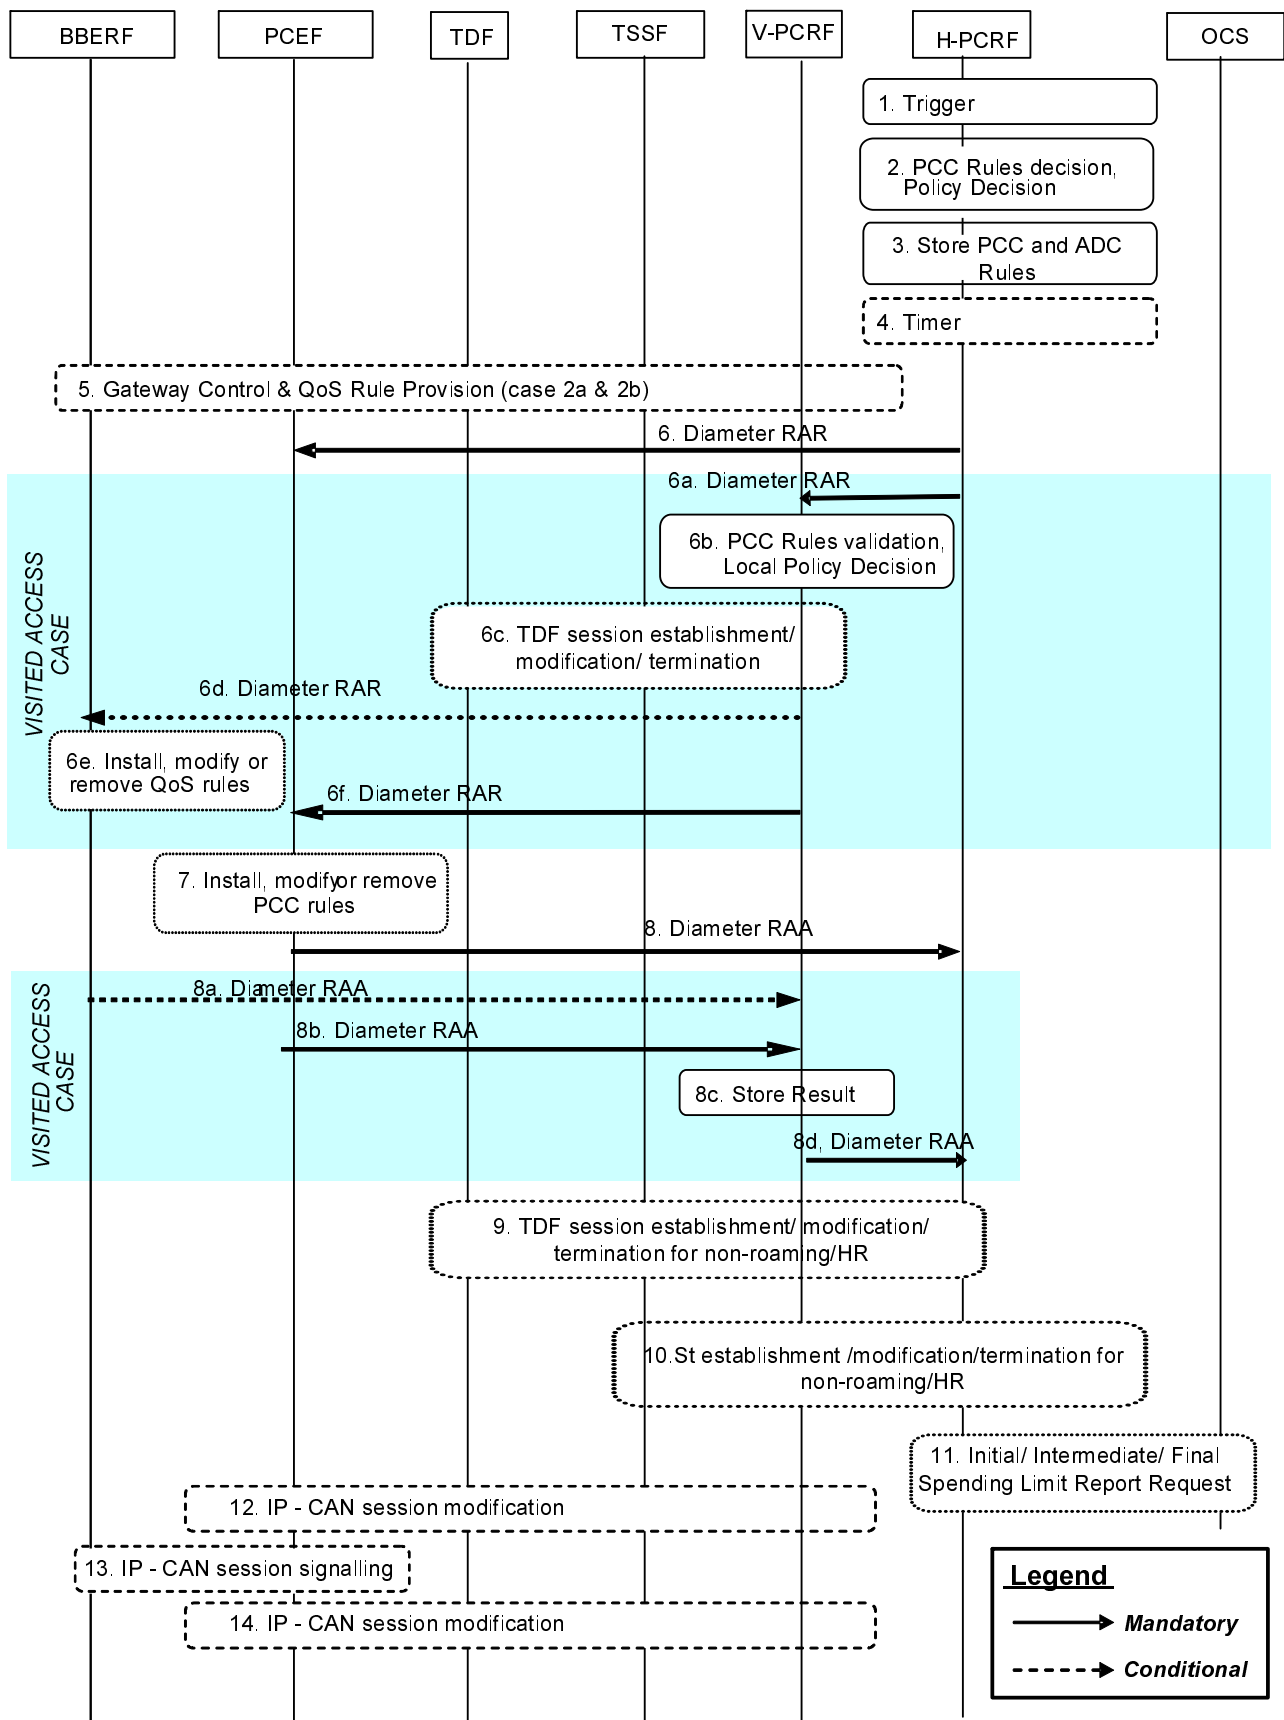 BBERF
PCEF
TDF
TSSF
V-PCRF
H-PCRF
OCS
1. Trigger
2. PCC Rules decision,
Policy Decision
3. Store PCC and ADC
Rules
4. Timer
5. Gateway Control & QoS Rule Provision (case 2a & 2b)
6. Diameter RAR
6a. Diameter RAR
6b. PCC Rules validation,
Local Policy Decision
VISITED ACCESS
CASE
6c. TDF session establishment/
modification/ termination
6d. Diameter RAR
6e. Install, modify or
remove QoS rules
6f. Diameter RAR
7. Install, modify or remove
PCC rules
8. Diameter RAA
VISITED ACCESS
CASE
8a. Diameter RAA
8b. Diameter RAA
8c. Store Result
8d, Diameter RAA
9. TDF session establishment/ modification/
termination for non-roaming/HR
10.St establishment /modification/termination for
non-roaming/HR
11. Initial/ Intermediate/ Final
Spending Limit Report Request
12. IP - CAN session modification
13. IP - CAN session signalling
14. IP - CAN session modification
Legend
Mandatory
Conditional